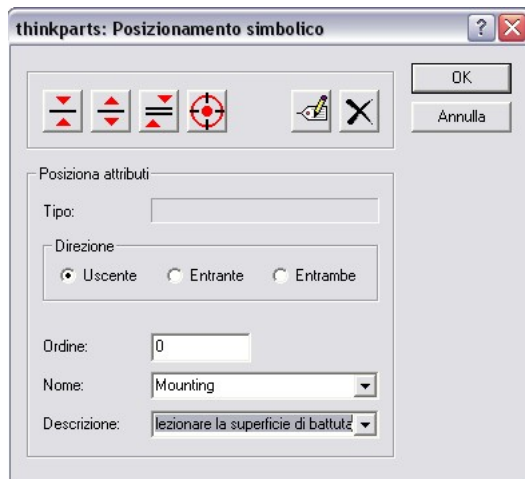 thinkparts: Posizionamento simbolico
OK
Annulla
Posiziona attributi
Tipo:
Direzione
Uscente Entrante Entrambe
Ordine: 0
Nome: Mounting
Descrizione: lezionare la superficie di battuta